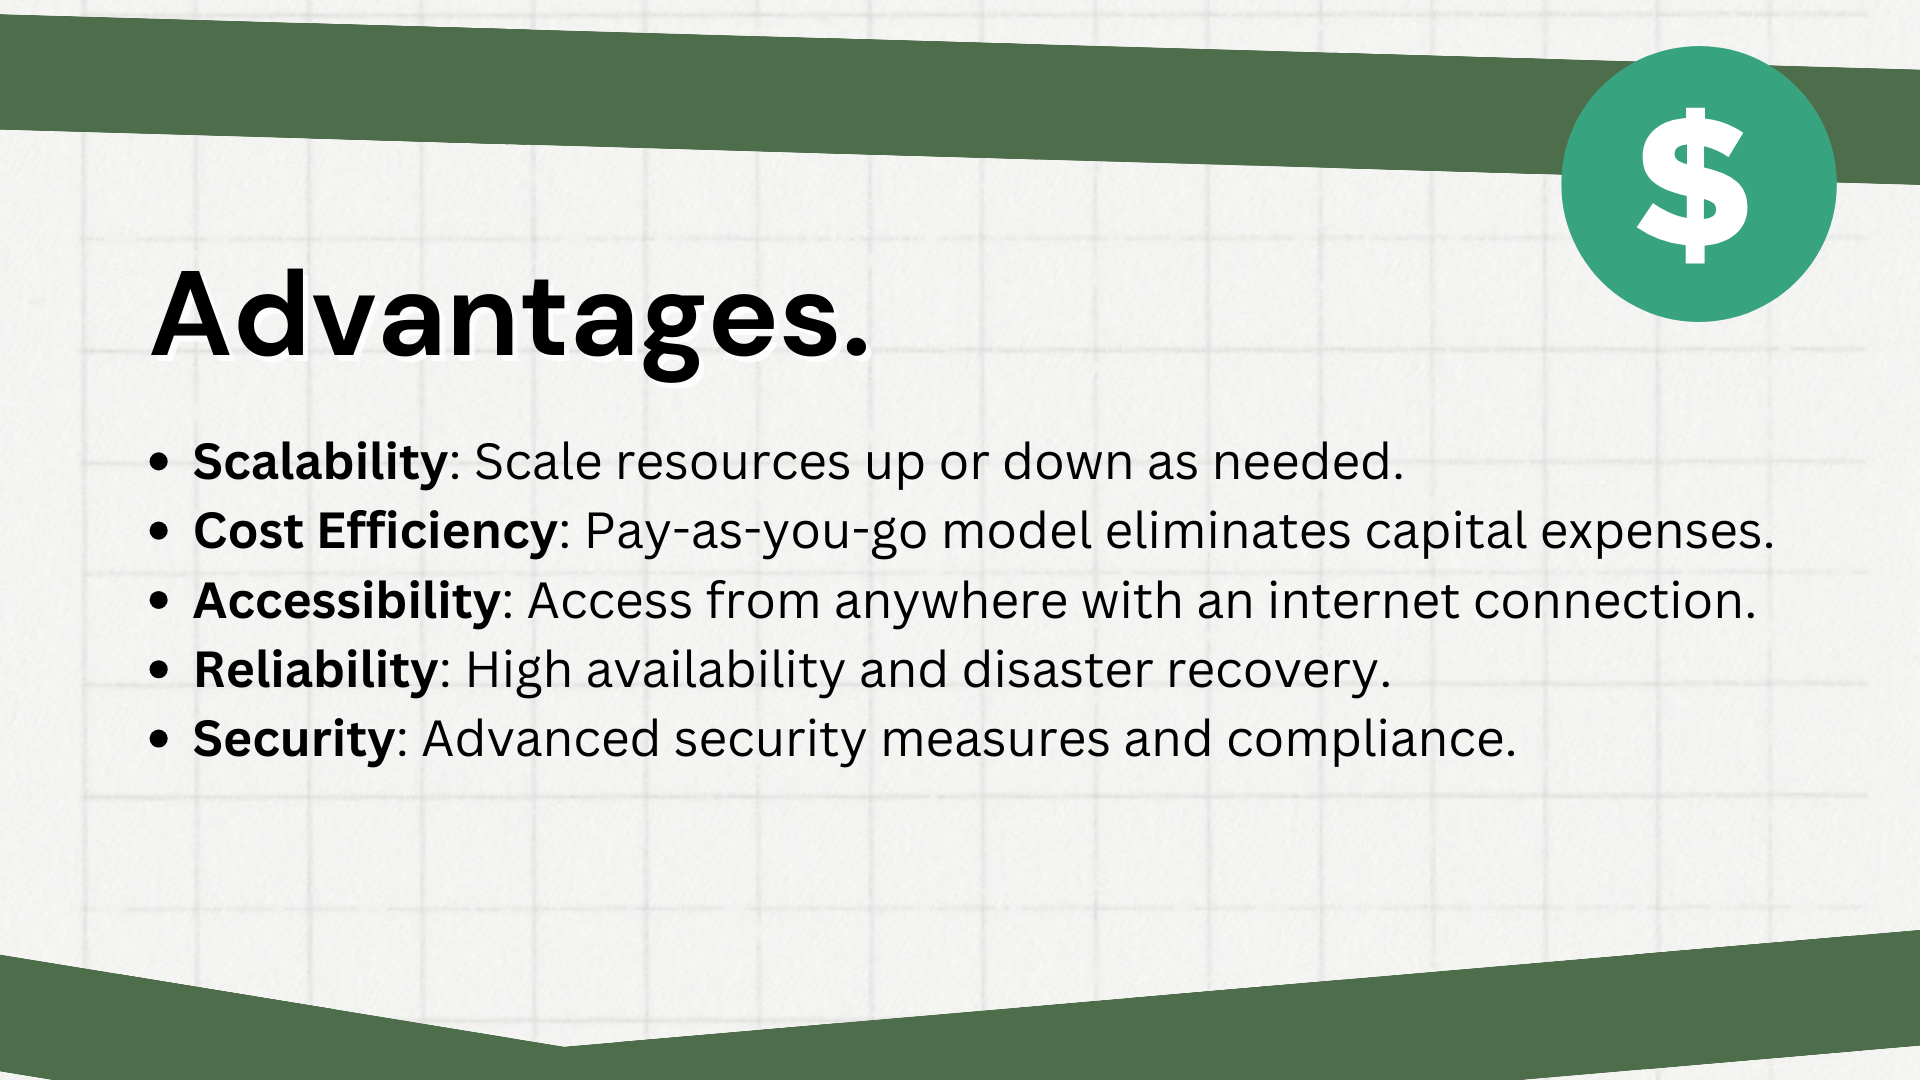 $
Advantages.
• Scalability: Scale resources up or down as needed.
• Cost Efficiency: Pay-as-you-go model eliminates capital expenses.
• Accessibility: Access from anywhere with an internet connection.
• Reliability: High availability and disaster recovery.
• Security: Advanced security measures and compliance.